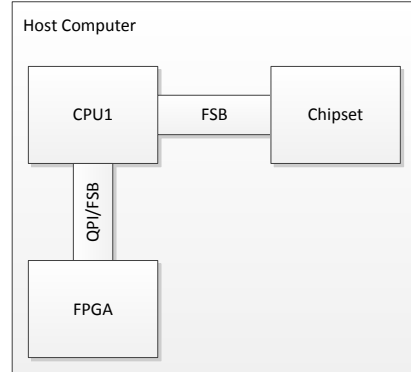 Host Computer
CPU1
FSB
Chipset
QPI/FSB
FPGA